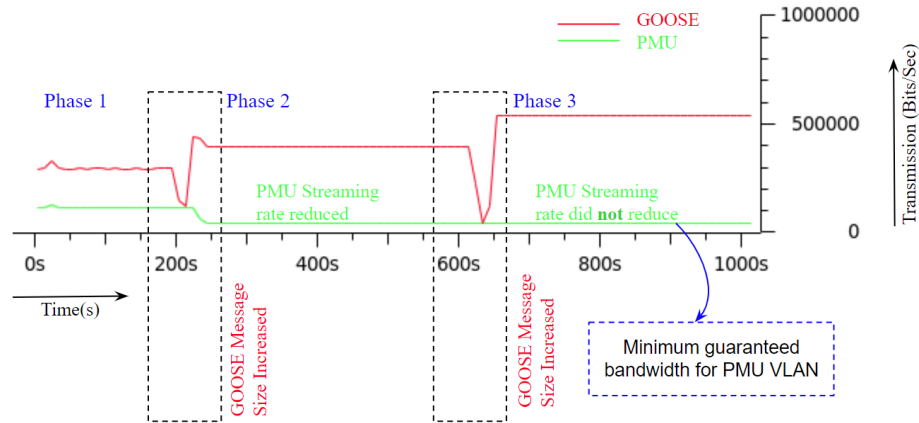 GOOSE
PMU
1000000
500000
0
Transmission (Bits/Sec)
Phase 1
Phase 2
Phase 3
PMU Streaming
rate reduced
PMU Streaming
rate did not reduce
0s
200s
400s
600s
800s
1000s
Time(s)
GOOSE Message
Size Increased
GOOSE Message
Size Increased
Minimum guaranteed
bandwidth for PMU VLAN